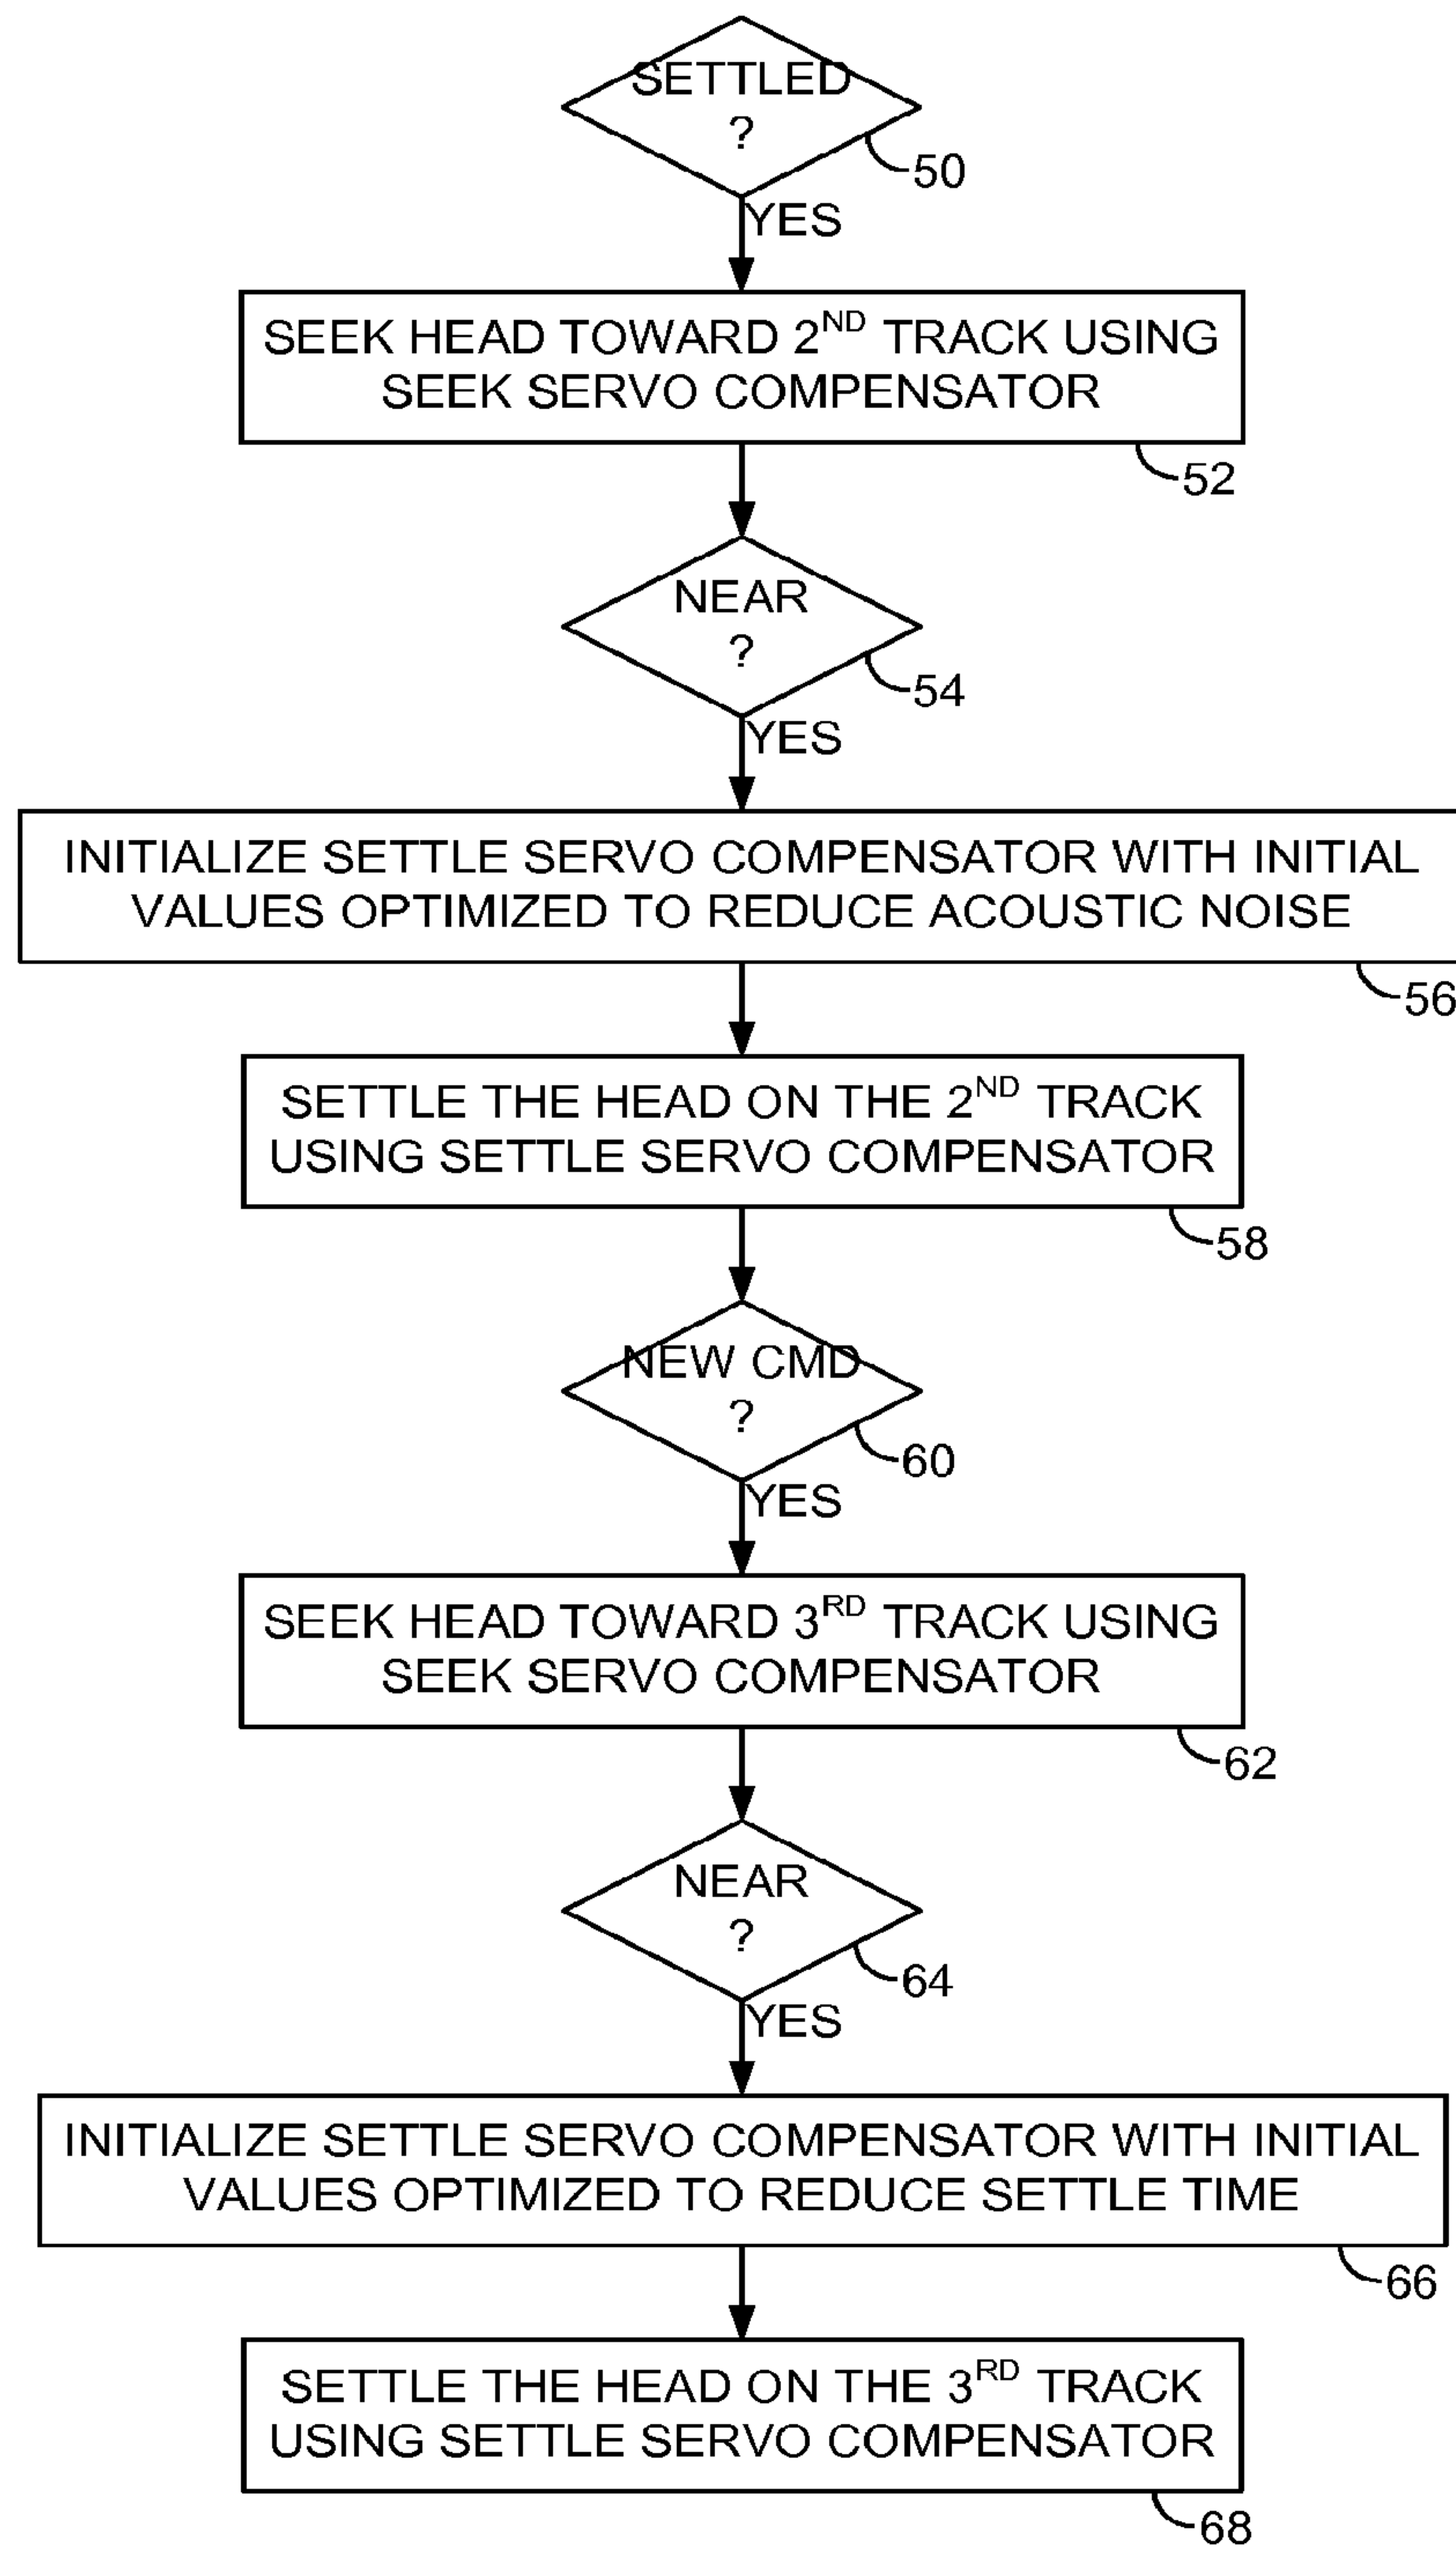 SETTLED
?
50
YES
SEEK HEAD TOWARD 2ND TRACK USING
SEEK SERVO COMPENSATOR
52
NEAR
?
54
YES
INITIALIZE SETTLE SERVO COMPENSATOR WITH INITIAL
VALUES OPTIMIZED TO REDUCE ACOUSTIC NOISE
56
SETTLE THE HEAD ON THE 2ND TRACK
USING SETTLE SERVO COMPENSATOR
58
NEW CMD
?
60
YES
SEEK HEAD TOWARD 3RD TRACK USING
SEEK SERVO COMPENSATOR
62
NEAR
?
64
YES
INITIALIZE SETTLE SERVO COMPENSATOR WITH INITIAL
VALUES OPTIMIZED TO REDUCE SETTLE TIME
66
SETTLE THE HEAD ON THE 3RD TRACK
USING SETTLE SERVO COMPENSATOR
68